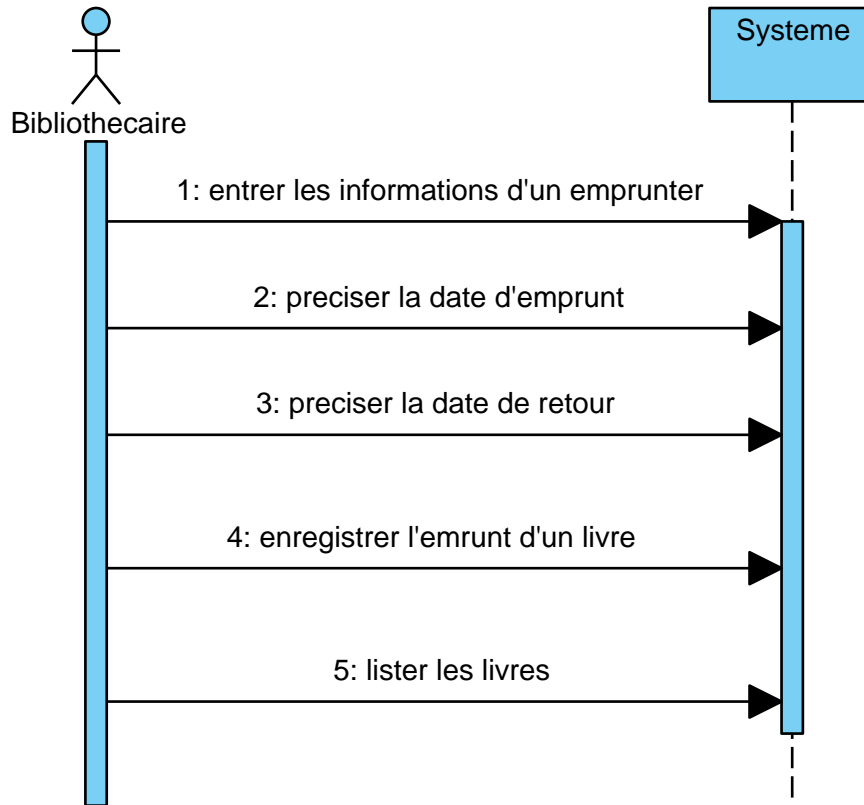 Systeme
Bibliothecaire
1: entrer les informations d'un emprunter
2: preciser la date d'emprunt
3: preciser la date de retour
4: enregistrer l'emrunt d'un livre
5: lister les livres